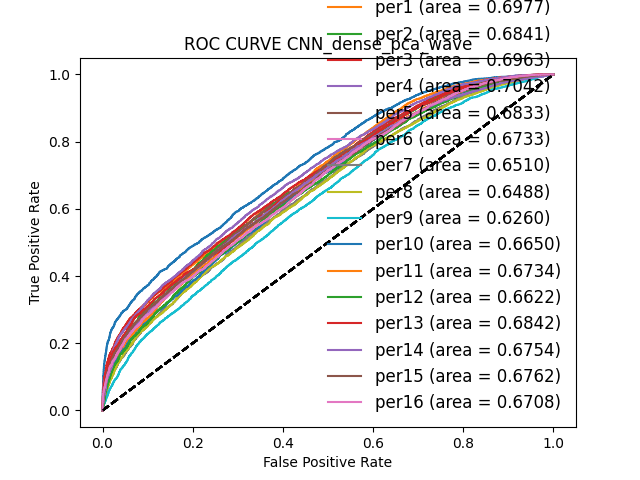 per1 (area = 0.6977)
per2 (area = 0.6841)
ROC CURVE CNN_dense_pca_wave
per3 (area = 0.6963)
per4 (area = 0.7042)
per5 (area = 0.6833)
per6 (area = 0.6733)
per7 (area = 0.6510)
per8 (area = 0.6488)
per9 (area = 0.6260)
per10 (area = 0.6650)
per11 (area = 0.6734)
per12 (area = 0.6622)
per13 (area = 0.6842)
per14 (area = 0.6754)
per15 (area = 0.6762)
per16 (area = 0.6708)
1.0
0.8
0.6
0.4
0.2
0.0
True Positive Rate
0.0 0.2 0.4 0.6 0.8 1.0
False Positive Rate